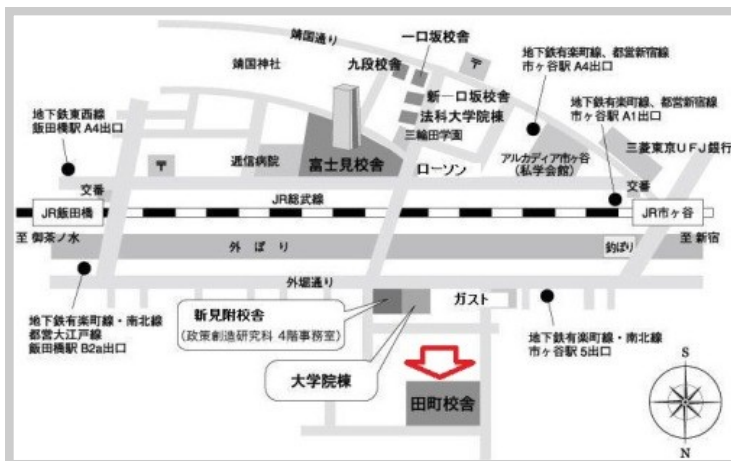 靖国通り
一口坂校舎
靖国神社
九段校舎
〒
地下鉄有楽町線、都営新宿線
市ヶ谷駅 A4出口
新一口坂校舎
地下鉄有楽町線、都営新宿線
市ヶ谷駅 A1出口
地下鉄東西線
飯田橋駅 A4出口
法科大学院棟
三輪田学園
〒
逓信病院
富士見校舎
ローソン
アルカディア市ヶ谷
(私学会館)
三菱東京UFJ銀行
交番
交番
JR飯田橋
JR総武線
JR市ヶ谷
至 御茶ノ水
外 ぼ り
釣ぼり
至 新宿
外堀通り
新見附校舎
(政策創造研究科 4階事務室)
ガスト
地下鉄有楽町線・南北線
都営大江戸線
飯田橋駅 B2a出口
地下鉄有楽町線・南北線
市ヶ谷駅 5出口
大学院棟
田町校舎
S
N